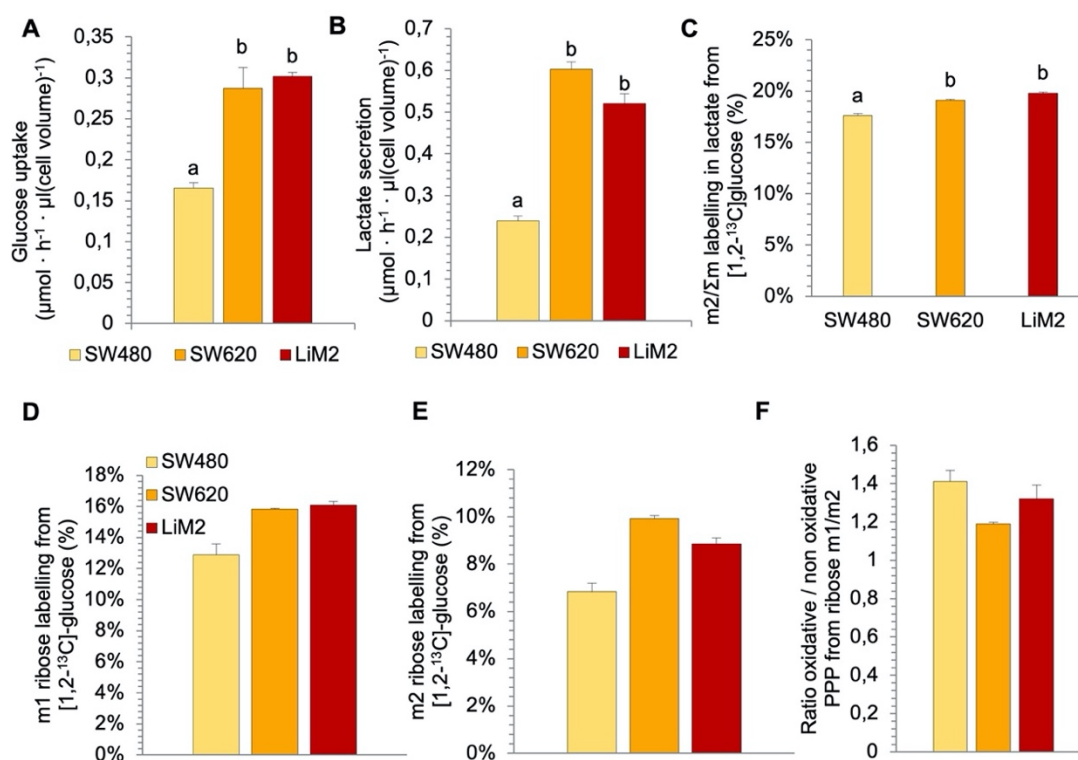 A
Glucose uptake
(µmol · h⁻¹ · µl(cell volume)⁻¹)
0,35
0,3
0,25
0,2
0,15
0,1
0,05
0
a
b
b
SW480 SW620 LiM2
B
Lactate secretion
(µmol · h⁻¹ · µl(cell volume)⁻¹)
0,7
0,6
0,5
0,4
0,3
0,2
0,1
0
a
b
b
SW480 SW620 LiM2
C
m2/Σm labelling in lactate from
[1,2-¹³C]glucose (%)
25%
20%
15%
10%
5%
0%
a
b
b
SW480 SW620 LiM2
D
m1 ribose labelling from
[1,2-¹³C]-glucose (%)
18%
16%
14%
12%
10%
8%
6%
4%
2%
0%
SW480
SW620
LiM2
E
m2 ribose labelling from
[1,2-¹³C]-glucose (%)
12%
10%
8%
6%
4%
2%
0%
F
Ratio oxidative / non oxidative
PPP from ribose m1/m2
1,6
1,4
1,2
1
0,8
0,6
0,4
0,2
0